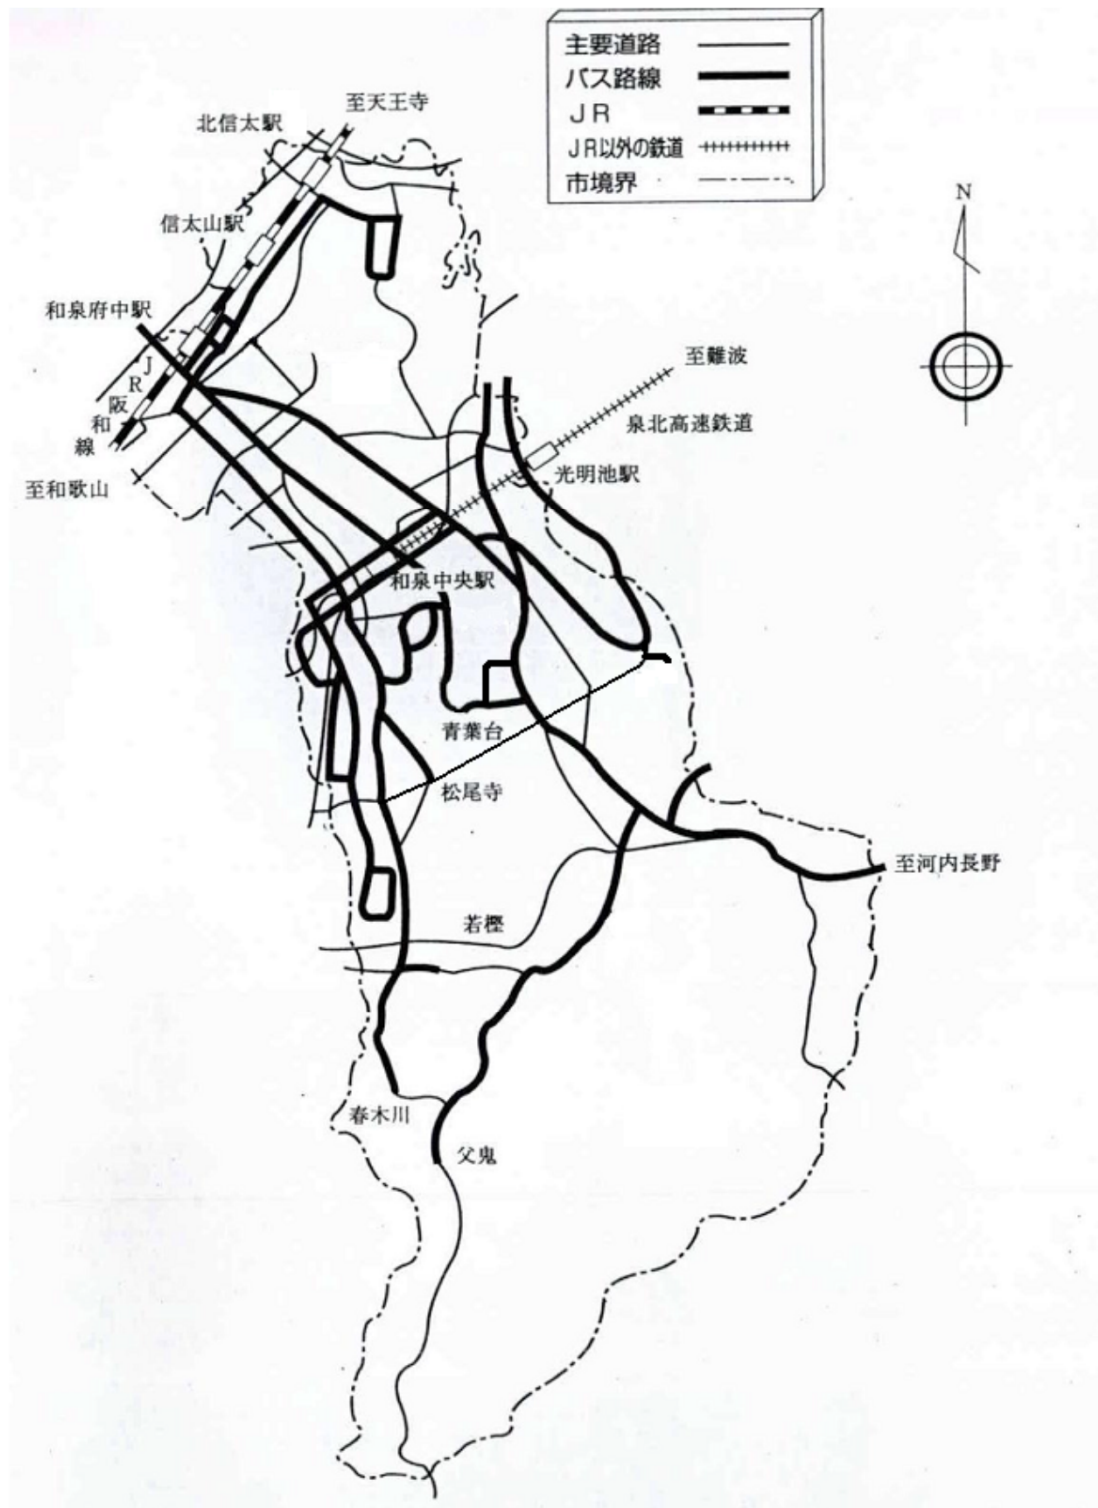 主要道路
バス路線
JR
JR以外の鉄道
市境界
至天王寺
北信太駅
信太山駅
N
和泉府中駅
JR阪和線
至難波
泉北高速鉄道
光明池駅
至和歌山
和泉中央駅
青葉台
松尾寺
至河内長野
若樫
春木川
父鬼